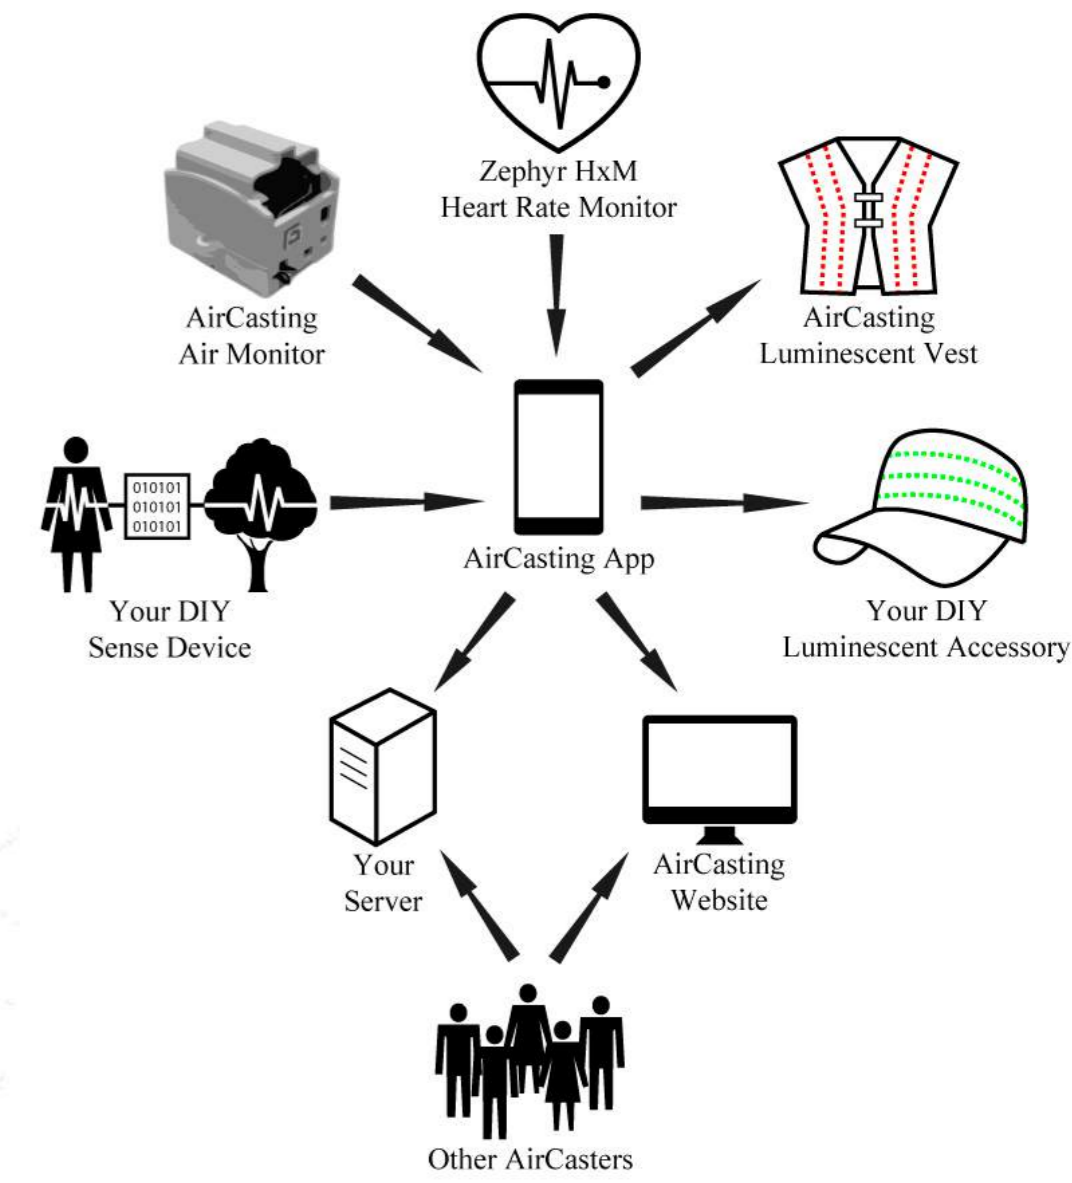 Zephyr HxM
Heart Rate Monitor
AirCasting
Air Monitor
AirCasting
Luminescent Vest
010101
010101
010101
AirCasting App
Your DIY
Sense Device
Your DIY
Luminescent Accessory
Your
Server
AirCasting
Website
Other AirCasters